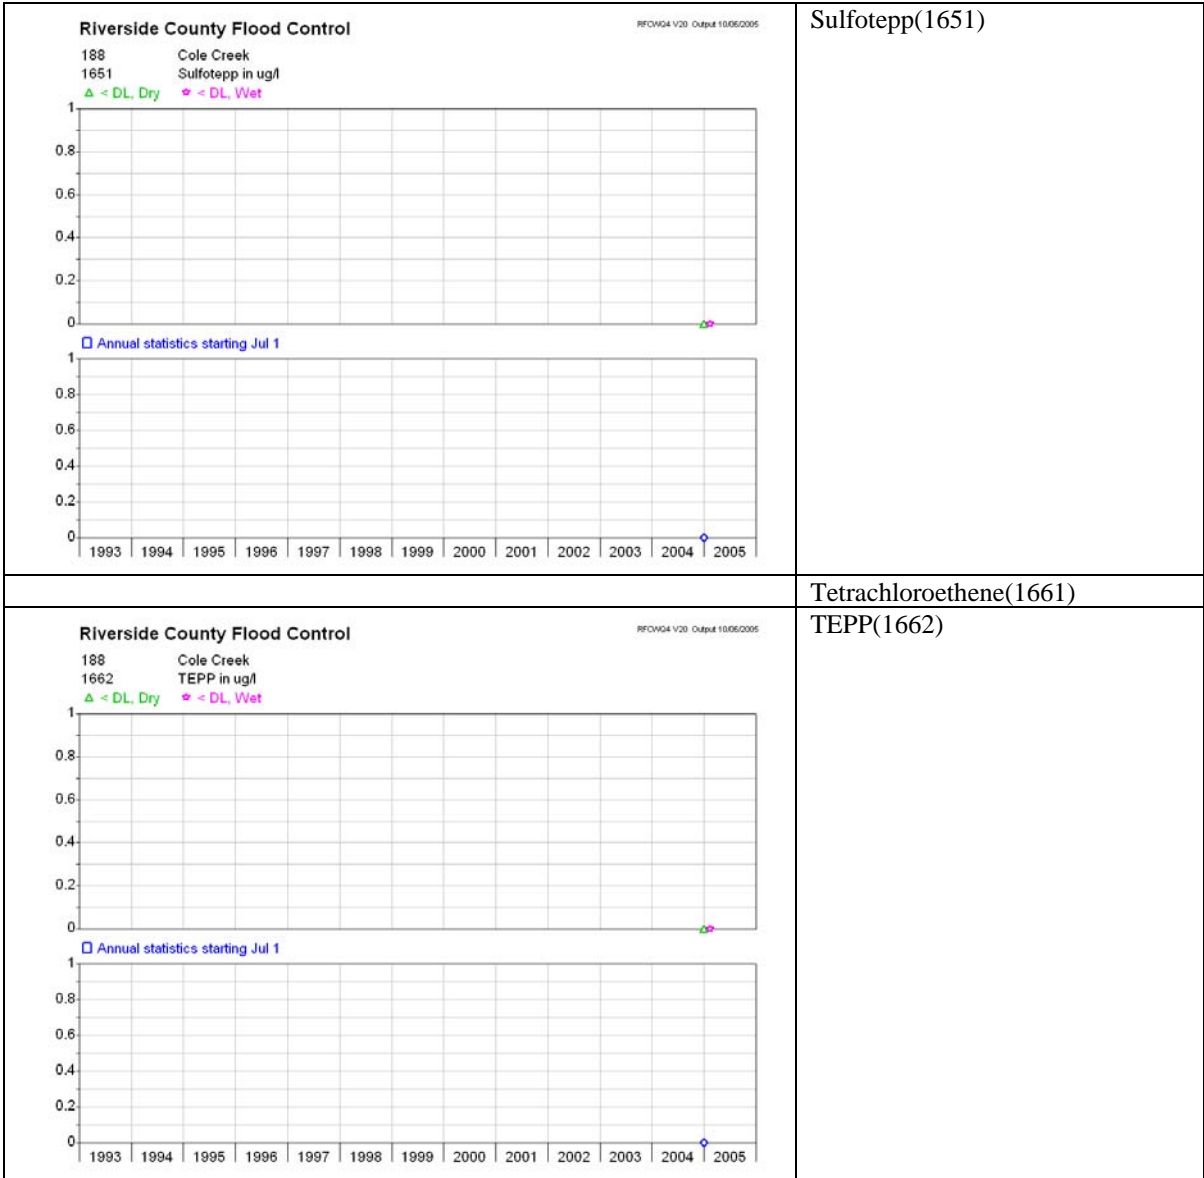 Riverside County Flood Control
RFCWQ4 V20 Output 10/06/2005
188 Cole Creek
1651 Sulfotepp in ug/l
< DL, Dry < DL, Wet
1
0.8
0.6
0.4
0.2
0
Annual statistics starting Jul 1
1
0.8
0.6
0.4
0.2
0
1993 1994 1995 1996 1997 1998 1999 2000 2001 2002 2003 2004 2005
Sulfotepp(1651)
Tetrachloroethene(1661)
Riverside County Flood Control
RFCWQ4 V20 Output 10/06/2005
188 Cole Creek
1662 TEPP in ug/l
< DL, Dry < DL, Wet
1
0.8
0.6
0.4
0.2
0
Annual statistics starting Jul 1
1
0.8
0.6
0.4
0.2
0
1993 1994 1995 1996 1997 1998 1999 2000 2001 2002 2003 2004 2005
TEPP(1662)